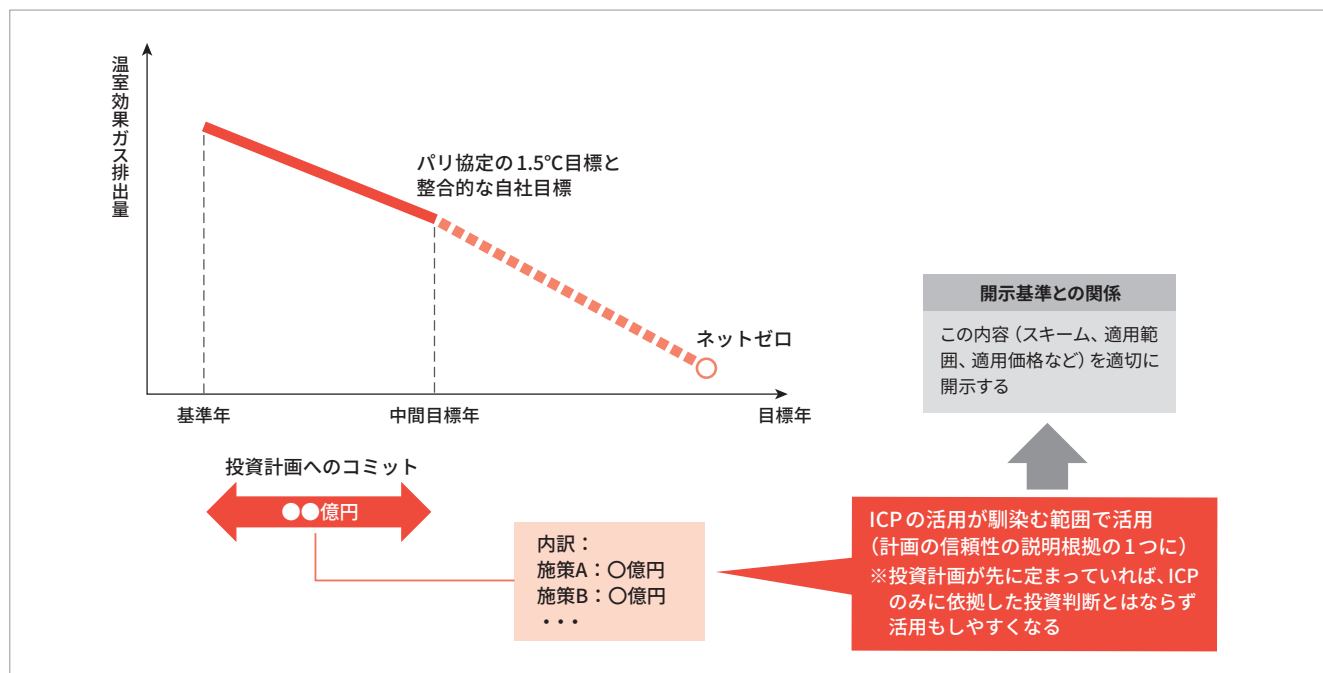 温室効果ガス排出量
パリ協定の1.5℃目標と
整合的な自社目標
ネットゼロ
基準年
中間目標年
目標年
投資計画へのコミット
●●億円
内訳：
施策A：〇億円
施策B：〇億円
・・・
開示基準との関係
この内容（スキーム、適用範
囲、適用価格など）を適切に
開示する
ICPの活用が馴染む範囲で活用
（計画の信頼性の説明根拠の1つに）
※投資計画が先に定まっていれば、ICP
のみに依拠した投資判断とはならず
活用もしやすくなる